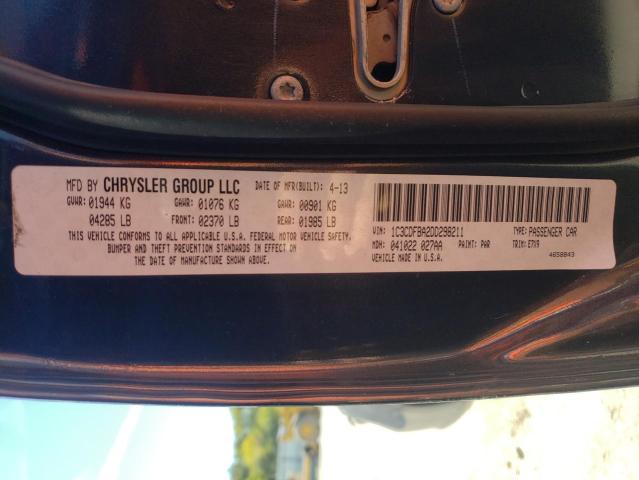 MFD BY CHRYSLER GROUP LLC DATE OF MFR(BUILT): 4-13
GVWR: 01944 KG GAWR: 01076 KG GAWR: 00901 KG
04285 LB FRONT: 02370 LB REAR: 01985 LB
THIS VEHICLE CONFORMS TO ALL APPLICABLE U.S.A. FEDERAL MOTOR VEHICLE SAFETY,
BUMPER AND THEFT PREVENTION STANDARDS IN EFFECT ON
THE DATE OF MANUFACTURE SHOWN ABOVE.
VIN: 1C3CDFBA2DD298211 TYPE: PASSENGER CAR
MDH: 041022 027AA PAINT: PAR TRIM: E7X9
VEHICLE MADE IN U.S.A. 4658843